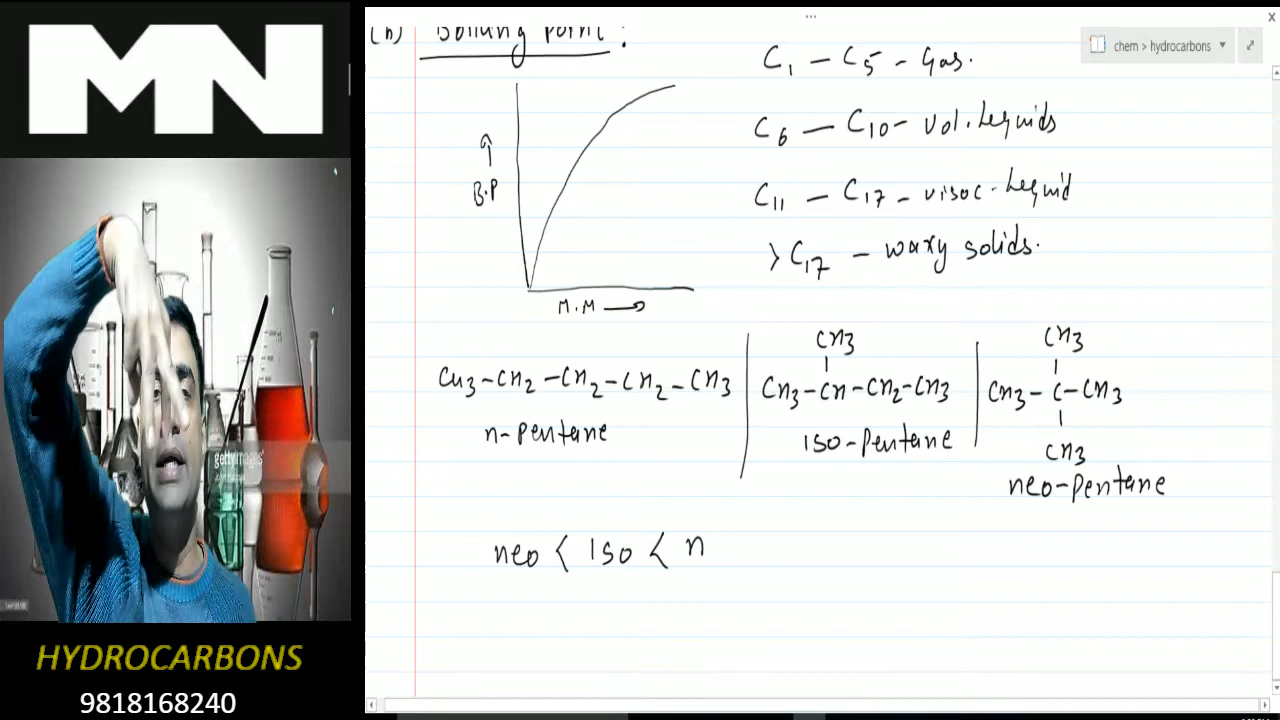 MN
(h) Boiling point :
chem > hydrocarbons
C1 — C5 - Gas.
C6 — C10 - vol. Liquids
C11 — C17 - visoc. Liquid
> C17 — waxy solids.
B.P
M.M
CH3-CH2-CH2-CH2-CH3
n-pentane
CH3
CH3-CH-CH2-CH3
iso-pentane
CH3
CH3-C-CH3
CH3
neo-pentane
neo < iso < n
gettyimages
HYDROCARBONS
9818168240